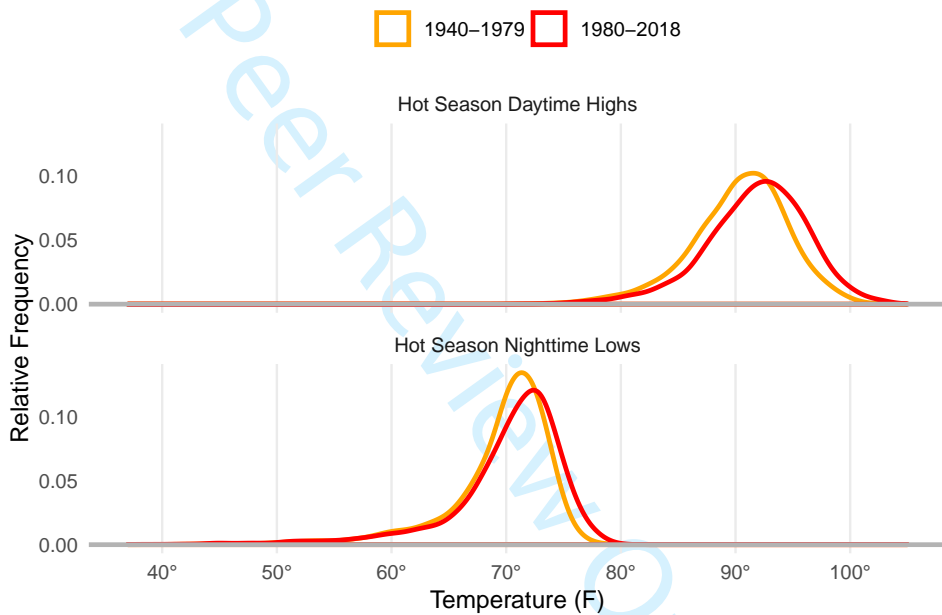 1940–1979 1980–2018
Hot Season Daytime Highs
0.10
0.05
0.00
Relative Frequency
Hot Season Nighttime Lows
0.10
0.05
0.00
40° 50° 60° 70° 80° 90° 100°
Temperature (F)
Peer Review